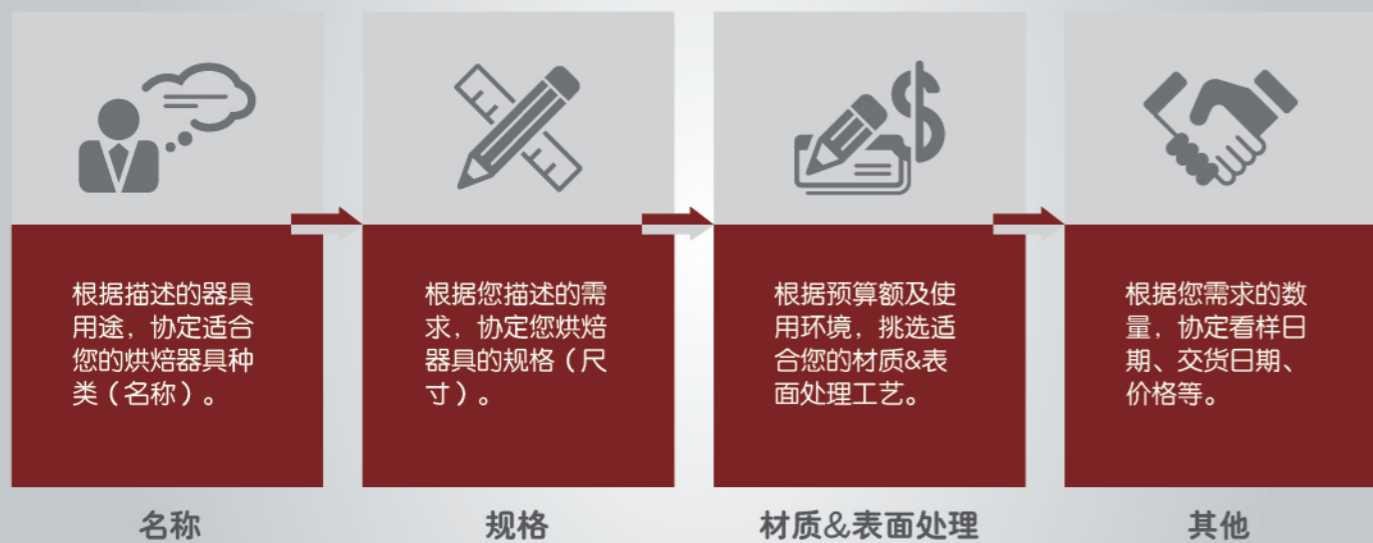 根据描述的器具
用途，协定适合
您的烘焙器具种
类（名称）。
名称
根据您描述的需
求，协定您烘焙
器具的规格（尺
寸）。
规格
根据预算额及使
用环境，挑选适
合您的材质&表
面处理工艺。
材质&表面处理
根据您需求的数
量，协定看样日
期、交货日期、
价格等。
其他